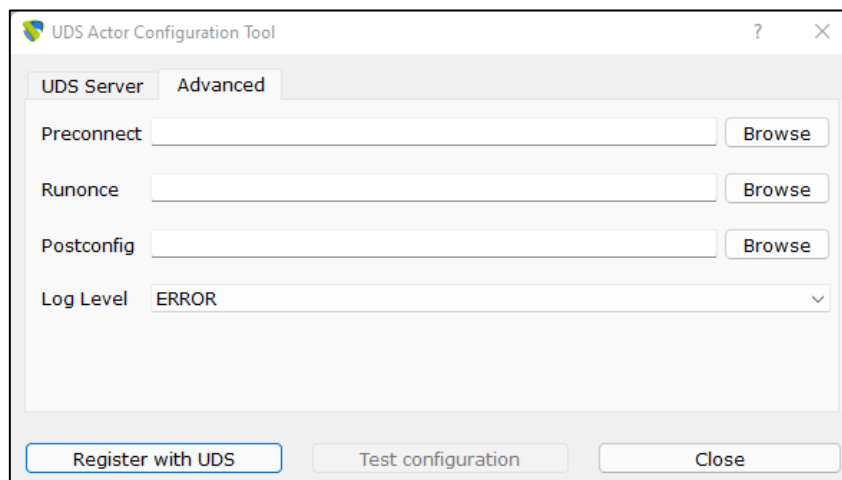 UDS Actor Configuration Tool ?
UDS Server Advanced
Preconnect Browse
Runonce Browse
Postconfig Browse
Log Level ERROR
Register with UDS Test configuration Close